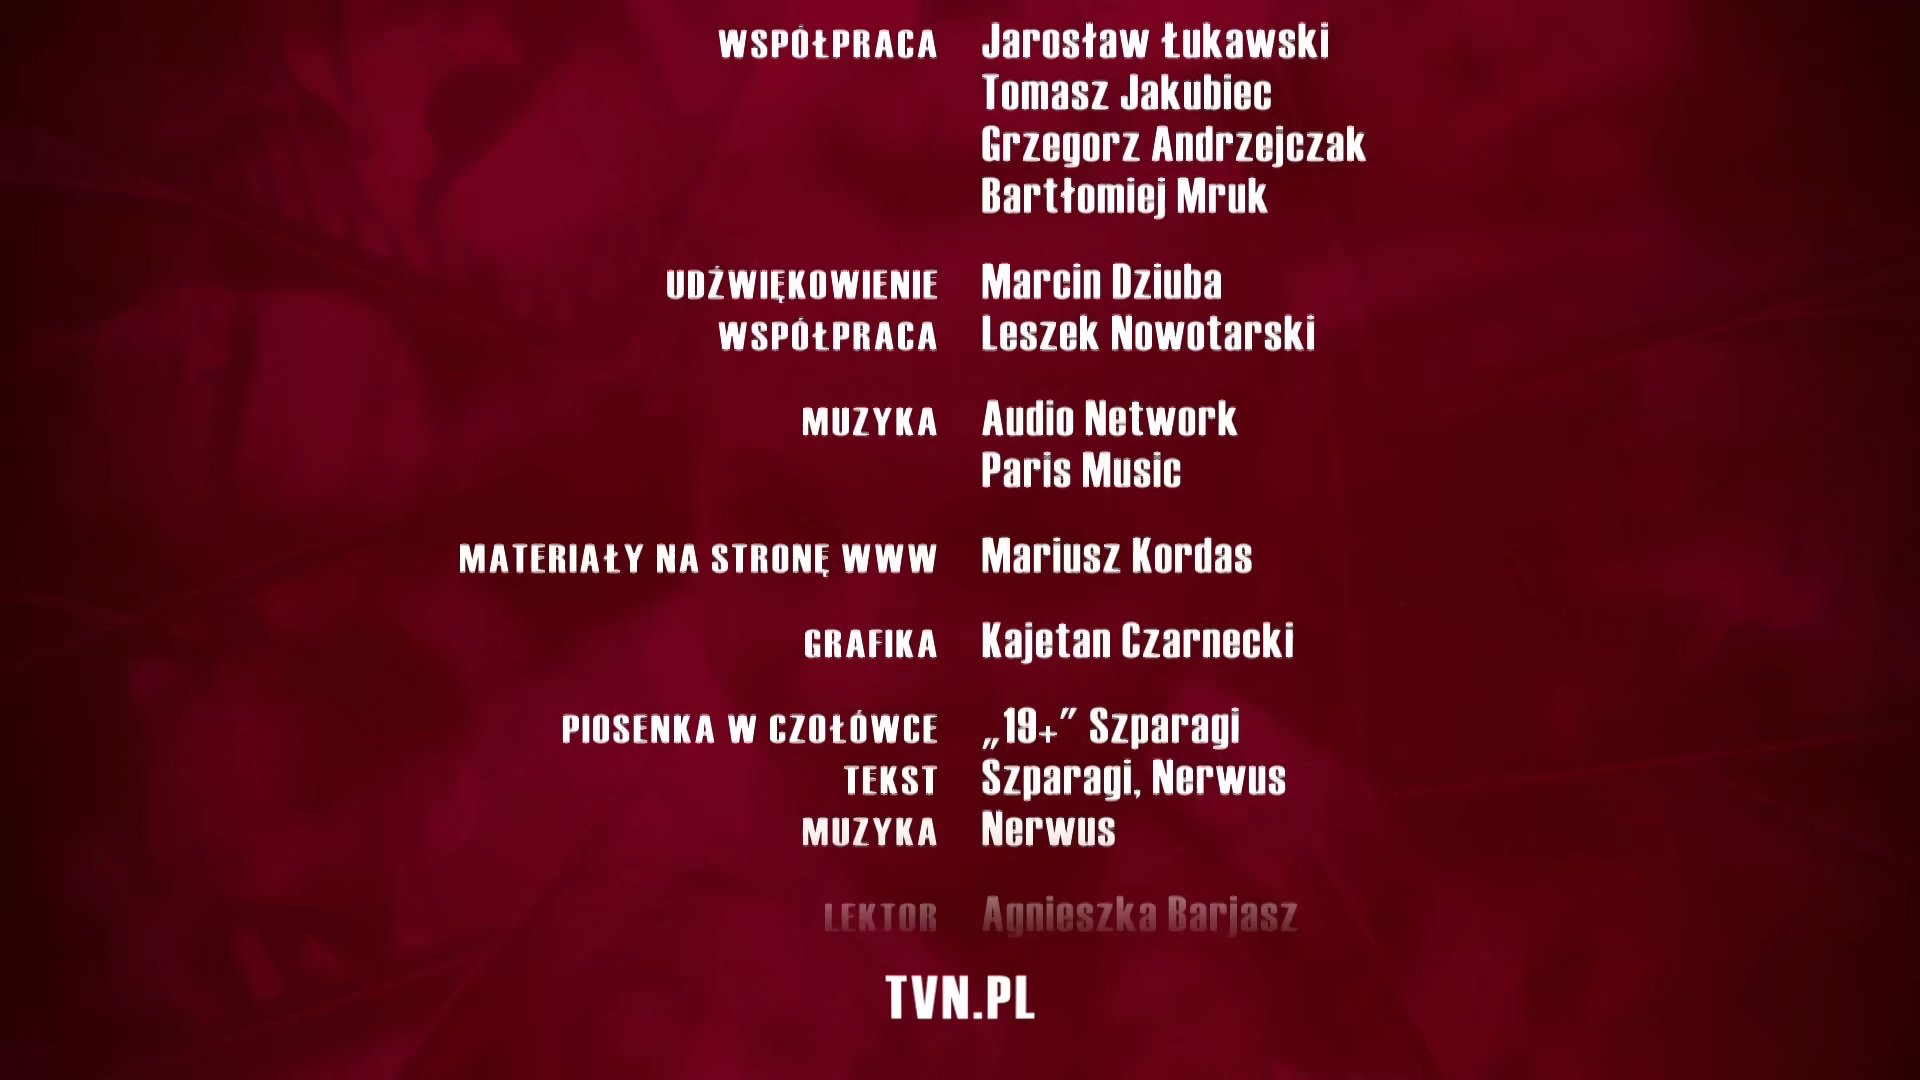 WSPÓŁPRACA Jarosław Łukawski
Tomasz Jakubiec
Grzegorz Andrzejczak
Bartłomiej Mruk
UDŹWIĘKOWIENIE Marcin Dziuba
WSPÓŁPRACA Leszek Nowotarski
MUZYKA Audio Network
Paris Music
MATERIAŁY NA STRONĘ WWW Mariusz Kordas
GRAFIKA Kajetan Czarnecki
PIOSENKA W CZOŁÓWCE „19+” Szparagi
TEKST Szparagi, Nerwus
MUZYKA Nerwus
LEKTOR Agnieszka Barjasz
TVN.PL